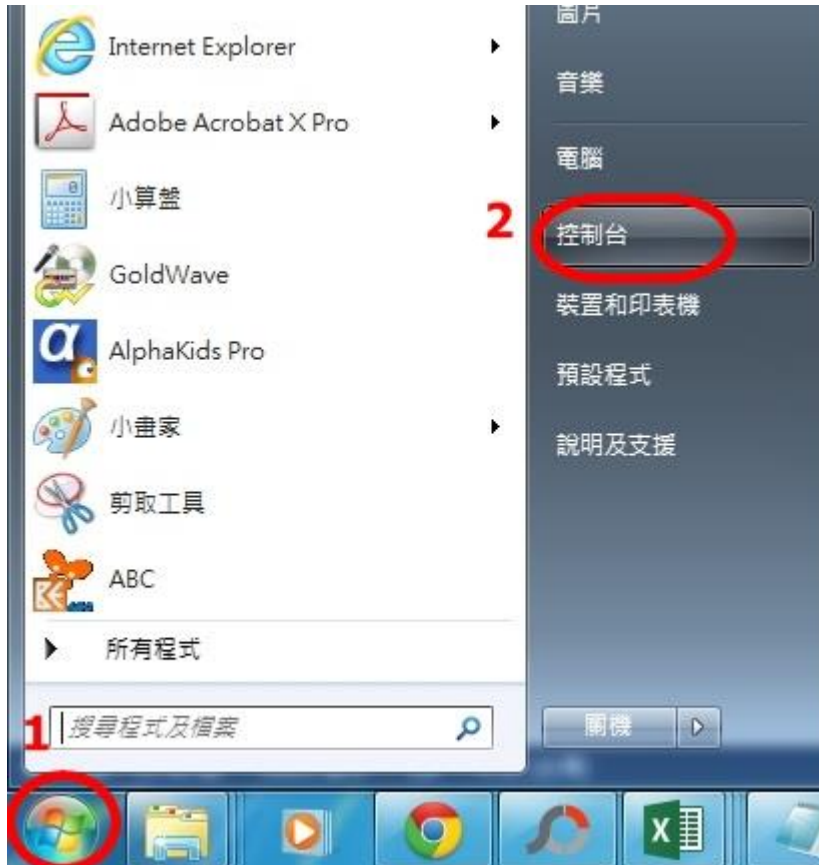 Internet Explorer
Adobe Acrobat X Pro
小算盤
GoldWave
AlphaKids Pro
小畫家
剪取工具
ABC
所有程式
1
搜尋程式及檔案
圖片
音樂
電腦
2
控制台
裝置和印表機
預設程式
說明及支援
關機